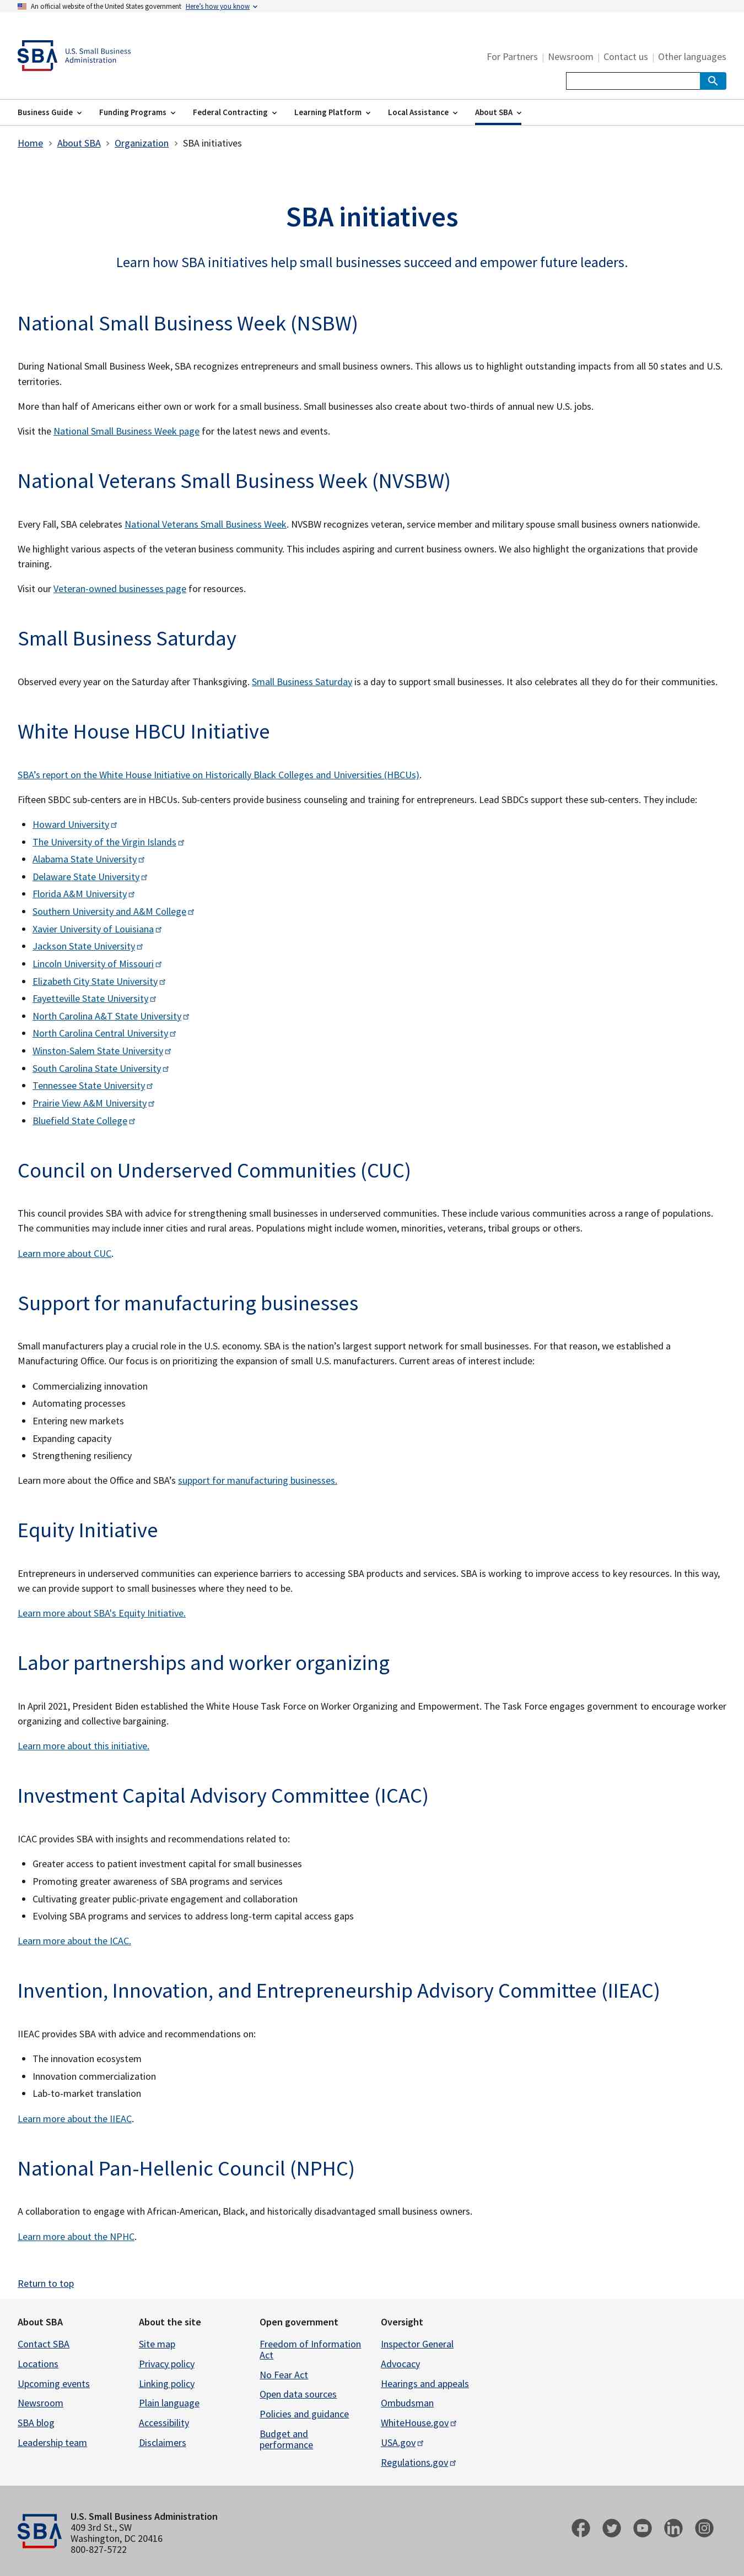 An official website of the United States government Here's how you know
SBA U.S. Small Business
Administration
For Partners | Newsroom | Contact us | Other languages
Business Guide Funding Programs Federal Contracting Learning Platform Local Assistance About SBA
Home > About SBA > Organization > SBA initiatives
SBA initiatives
Learn how SBA initiatives help small businesses succeed and empower future leaders.
National Small Business Week (NSBW)
During National Small Business Week, SBA recognizes entrepreneurs and small business owners. This allows us to highlight outstanding impacts from all 50 states and U.S.
territories.
More than half of Americans either own or work for a small business. Small businesses also create about two-thirds of annual new U.S. jobs.
Visit the National Small Business Week page for the latest news and events.
National Veterans Small Business Week (NVSBW)
Every Fall, SBA celebrates National Veterans Small Business Week. NVSBW recognizes veteran, service member and military spouse small business owners nationwide.
We highlight various aspects of the veteran business community. This includes aspiring and current business owners. We also highlight the organizations that provide
training.
Visit our Veteran-owned businesses page for resources.
Small Business Saturday
Observed every year on the Saturday after Thanksgiving. Small Business Saturday is a day to support small businesses. It also celebrates all they do for their communities.
White House HBCU Initiative
SBA's report on the White House Initiative on Historically Black Colleges and Universities (HBCUs).
Fifteen SBDC sub-centers are in HBCUs. Sub-centers provide business counseling and training for entrepreneurs. Lead SBDCs support these sub-centers. They include:
• Howard University
• The University of the Virgin Islands
• Alabama State University
• Delaware State University
• Florida A&M University
• Southern University and A&M College
• Xavier University of Louisiana
• Jackson State University
• Lincoln University of Missouri
• Elizabeth City State University
• Fayetteville State University
• North Carolina A&T State University
• North Carolina Central University
• Winston-Salem State University
• South Carolina State University
• Tennessee State University
• Prairie View A&M University
• Bluefield State College
Council on Underserved Communities (CUC)
This council provides SBA with advice for strengthening small businesses in underserved communities. These include various communities across a range of populations.
The communities may include inner cities and rural areas. Populations might include women, minorities, veterans, tribal groups or others.
Learn more about CUC.
Support for manufacturing businesses
Small manufacturers play a crucial role in the U.S. economy. SBA is the nation's largest support network for small businesses. For that reason, we established a
Manufacturing Office. Our focus is on prioritizing the expansion of small U.S. manufacturers. Current areas of interest include:
• Commercializing innovation
• Automating processes
• Entering new markets
• Expanding capacity
• Strengthening resiliency
Learn more about the Office and SBA's support for manufacturing businesses.
Equity Initiative
Entrepreneurs in underserved communities can experience barriers to accessing SBA products and services. SBA is working to improve access to key resources. In this way,
we can provide support to small businesses where they need to be.
Learn more about SBA's Equity Initiative.
Labor partnerships and worker organizing
In April 2021, President Biden established the White House Task Force on Worker Organizing and Empowerment. The Task Force engages government to encourage worker
organizing and collective bargaining.
Learn more about this initiative.
Investment Capital Advisory Committee (ICAC)
ICAC provides SBA with insights and recommendations related to:
• Greater access to patient investment capital for small businesses
• Promoting greater awareness of SBA programs and services
• Cultivating greater public-private engagement and collaboration
• Evolving SBA programs and services to address long-term capital access gaps
Learn more about the ICAC.
Invention, Innovation, and Entrepreneurship Advisory Committee (IIEAC)
IIEAC provides SBA with advice and recommendations on:
• The innovation ecosystem
• Innovation commercialization
• Lab-to-market translation
Learn more about the IIEAC.
National Pan-Hellenic Council (NPHC)
A collaboration to engage with African-American, Black, and historically disadvantaged small business owners.
Learn more about the NPHC.
Return to top
About SBA
Contact SBA
Locations
Upcoming events
Newsroom
SBA blog
Leadership team
About the site
Site map
Privacy policy
Linking policy
Plain language
Accessibility
Disclaimers
Open government
Freedom of Information
Act
No Fear Act
Open data sources
Policies and guidance
Budget and
performance
Oversight
Inspector General
Advocacy
Hearings and appeals
Ombudsman
WhiteHouse.gov
USA.gov
Regulations.gov
SBA
U.S. Small Business Administration
409 3rd St., SW
Washington, DC 20416
800-827-5722